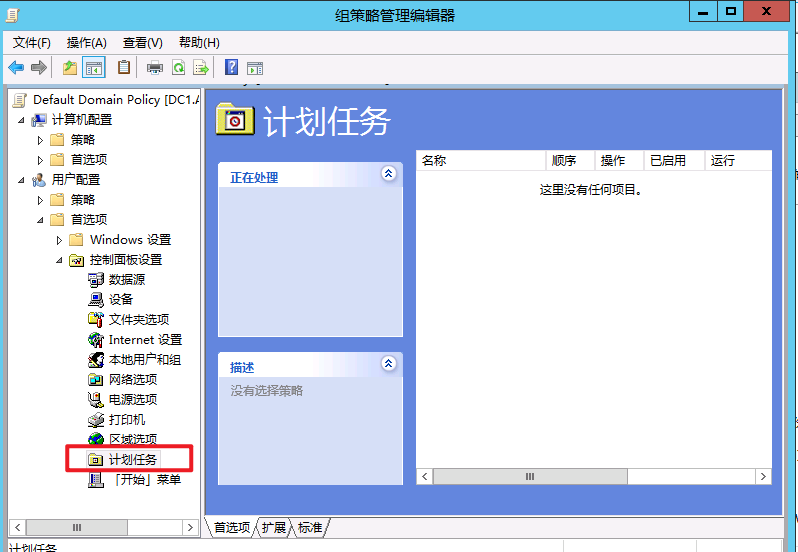 组策略管理编辑器
文件(F) 操作(A) 查看(V) 帮助(H)
Default Domain Policy [DC1.A
计算机配置
策略
首选项
用户配置
策略
首选项
Windows 设置
控制面板设置
数据源
设备
文件夹选项
Internet 设置
本地用户和组
网络选项
电源选项
打印机
区域选项
计划任务
「开始」菜单
计划任务
正在处理
描述
没有选择策略
名称 顺序 操作 已启用 运行
这里没有任何项目。
首选项 扩展 标准
计划任务